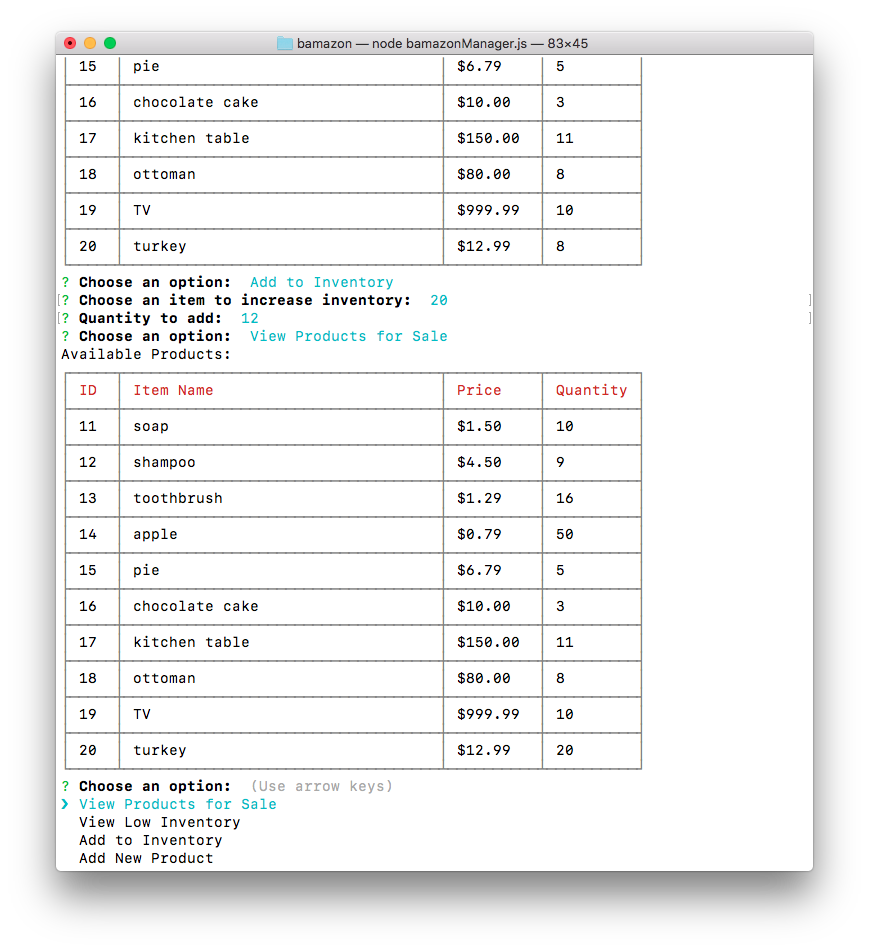 bamazon — node bamazonManager.js — 83×45
15 pie $6.79 5
16 chocolate cake $10.00 3
17 kitchen table $150.00 11
18 ottoman $80.00 8
19 TV $999.99 10
20 turkey $12.99 8
? Choose an option: Add to Inventory
[? Choose an item to increase inventory: 20 ]
[? Quantity to add: 12 ]
? Choose an option: View Products for Sale
Available Products:
ID Item Name Price Quantity
11 soap $1.50 10
12 shampoo $4.50 9
13 toothbrush $1.29 16
14 apple $0.79 50
15 pie $6.79 5
16 chocolate cake $10.00 3
17 kitchen table $150.00 11
18 ottoman $80.00 8
19 TV $999.99 10
20 turkey $12.99 20
? Choose an option: (Use arrow keys)
❯ View Products for Sale
View Low Inventory
Add to Inventory
Add New Product